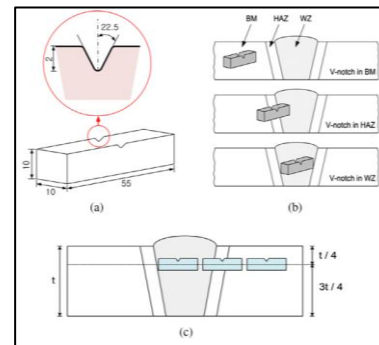 22.5
2
10
10
55
(a)
BM HAZ WZ
V-notch in BM
V-notch in HAZ
V-notch in WZ
(b)
t
t / 4
3t / 4
(c)